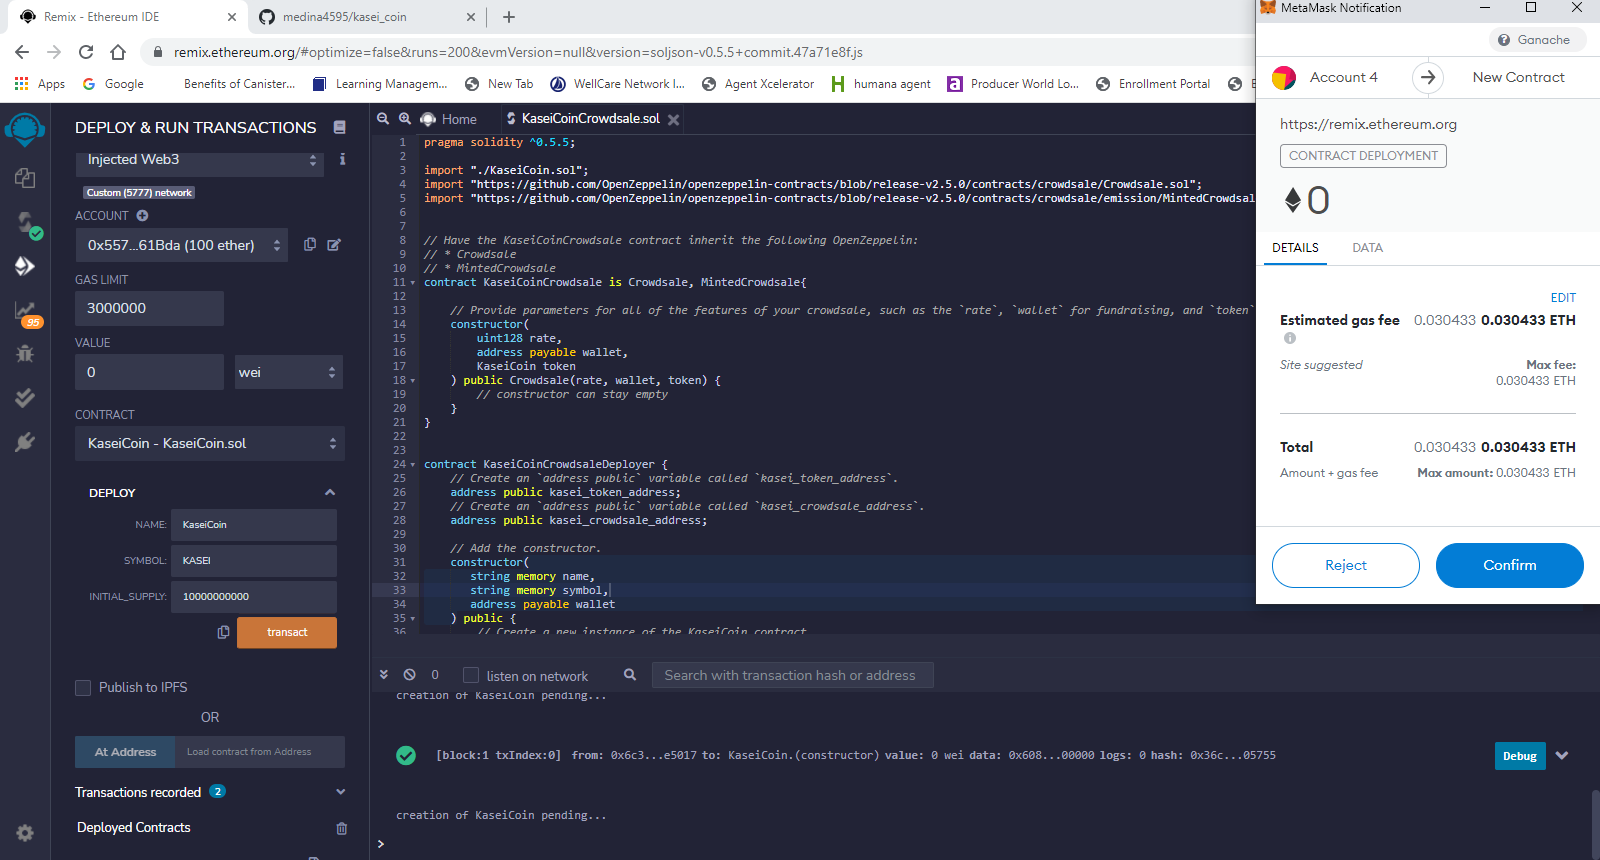 Remix - Ethereum IDE
medina4595/kasei_coin
remix.ethereum.org/#optimize=false&runs=200&evmVersion=null&version=soljson-v0.5.5+commit.47a71e8f.js
Apps
Google
Benefits of Canister...
Learning Managem...
New Tab
WellCare Network I...
Agent Xcelerator
humana agent
Producer World Lo...
Enrollment Portal
DEPLOY & RUN TRANSACTIONS
Injected Web3
Custom (5777) network
ACCOUNT
0x557...61Bda (100 ether)
GAS LIMIT
3000000
VALUE
0
wei
CONTRACT
KaseiCoin - KaseiCoin.sol
DEPLOY
NAME:
KaseiCoin
SYMBOL:
KASEI
INITIAL_SUPPLY:
10000000000
transact
Publish to IPFS
OR
At Address
Load contract from Address
Transactions recorded 2
Deployed Contracts
95
Home
KaseiCoinCrowdsale.sol
1 pragma solidity ^0.5.5;
2
3 import "./KaseiCoin.sol";
4 import "https://github.com/OpenZeppelin/openzeppelin-contracts/blob/release-v2.5.0/contracts/crowdsale/Crowdsale.sol";
5 import "https://github.com/OpenZeppelin/openzeppelin-contracts/blob/release-v2.5.0/contracts/crowdsale/emission/MintedCrowdsal
6
7
8 // Have the KaseiCoinCrowdsale contract inherit the following OpenZeppelin:
9 // * Crowdsale
10 // * MintedCrowdsale
11 contract KaseiCoinCrowdsale is Crowdsale, MintedCrowdsale{
12
13 // Provide parameters for all of the features of your crowdsale, such as the `rate`, `wallet` for fundraising, and `token`
14 constructor(
15 uint128 rate,
16 address payable wallet,
17 KaseiCoin token
18 ) public Crowdsale(rate, wallet, token) {
19 // constructor can stay empty
20 }
21 }
22
23
24 contract KaseiCoinCrowdsaleDeployer {
25 // Create an `address public` variable called `kasei_token_address`.
26 address public kasei_token_address;
27 // Create an `address public` variable called `kasei_crowdsale_address`.
28 address public kasei_crowdsale_address;
29
30 // Add the constructor.
31 constructor(
32 string memory name,
33 string memory symbol,
34 address payable wallet
35 ) public {
36 // Create a new instance of the KaseiCoin contract
0
listen on network
Search with transaction hash or address
creation of KaseiCoin pending...
[block:1 txIndex:0] from: 0x6c3...e5017 to: KaseiCoin.(constructor) value: 0 wei data: 0x608...00000 logs: 0 hash: 0x36c...05755
Debug
creation of KaseiCoin pending...
>
MetaMask Notification
Ganache
Account 4
New Contract
https://remix.ethereum.org
CONTRACT DEPLOYMENT
0
DETAILS
DATA
EDIT
Estimated gas fee 0.030433 0.030433 ETH
Site suggested
Max fee:
0.030433 ETH
Total 0.030433 0.030433 ETH
Amount + gas fee Max amount: 0.030433 ETH
Reject
Confirm